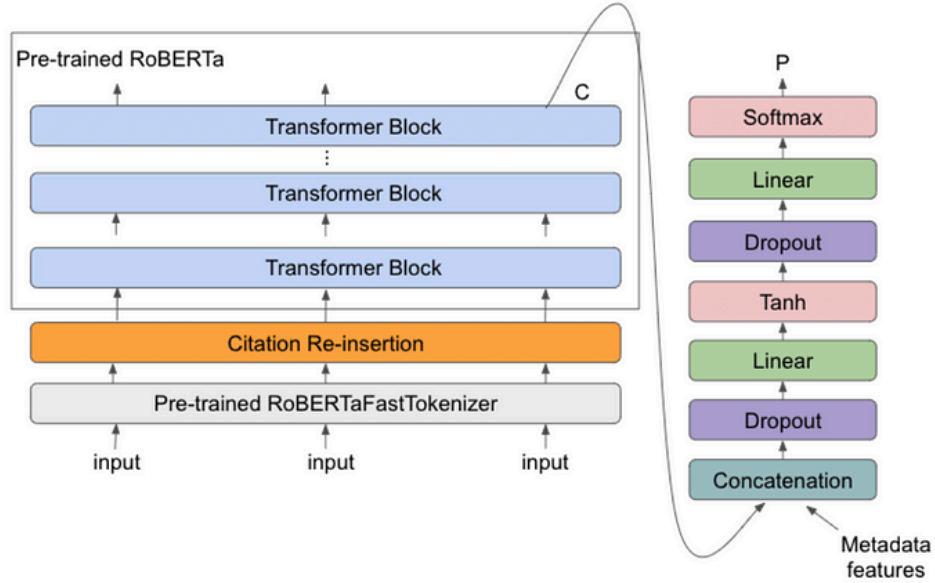 Pre-trained RoBERTa
C
Transformer Block
Transformer Block
Transformer Block
Citation Re-insertion
Pre-trained RoBERTaFastTokenizer
input input input
P
Softmax
Linear
Dropout
Tanh
Linear
Dropout
Concatenation
Metadata
features